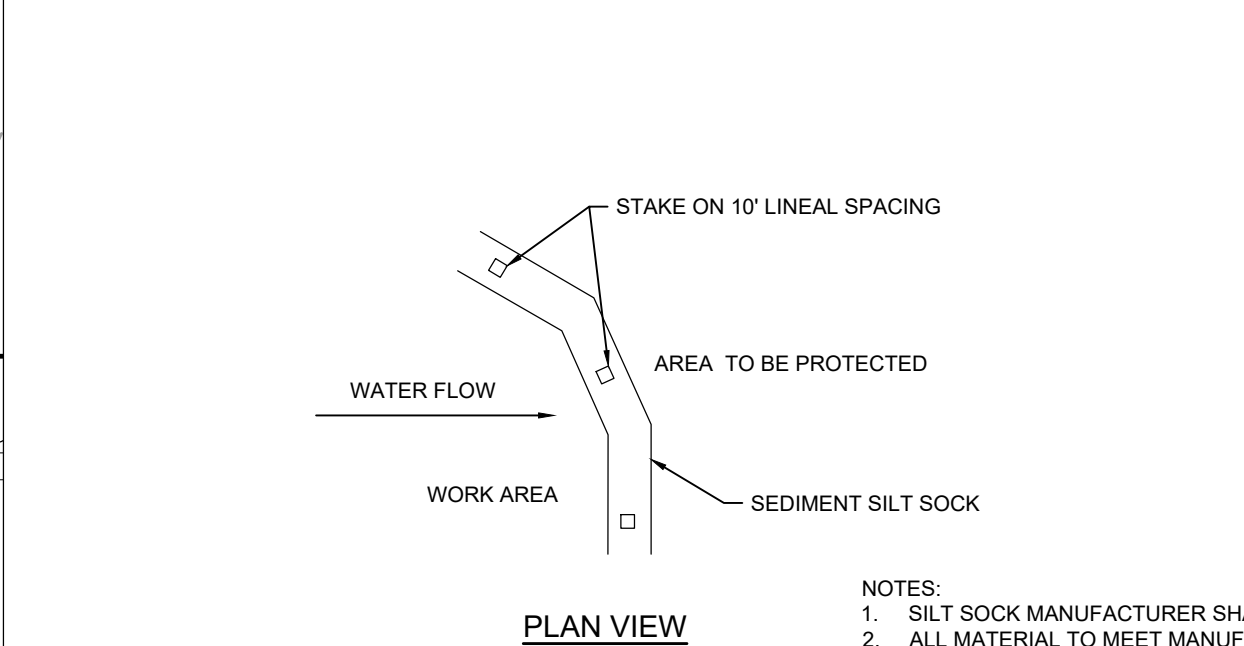 STAKE ON 10' LINEAL SPACING
AREA TO BE PROTECTED
WATER FLOW
WORK AREA
SEDIMENT SILT SOCK
PLAN VIEW
NOTES:
1. SILT SOCK MANUFACTURER
2. ALL MATERIAL TO MEET